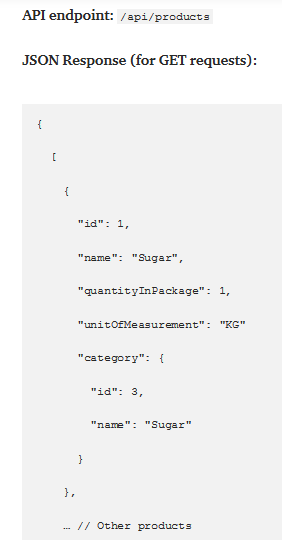 API endpoint: /api/products
JSON Response (for GET requests):
{
[
{
"id": 1,
"name": "Sugar",
"quantityInPackage": 1,
"unitOfMeasurement": "KG"
"category": {
"id": 3,
"name": "Sugar"
}
},
… // Other products